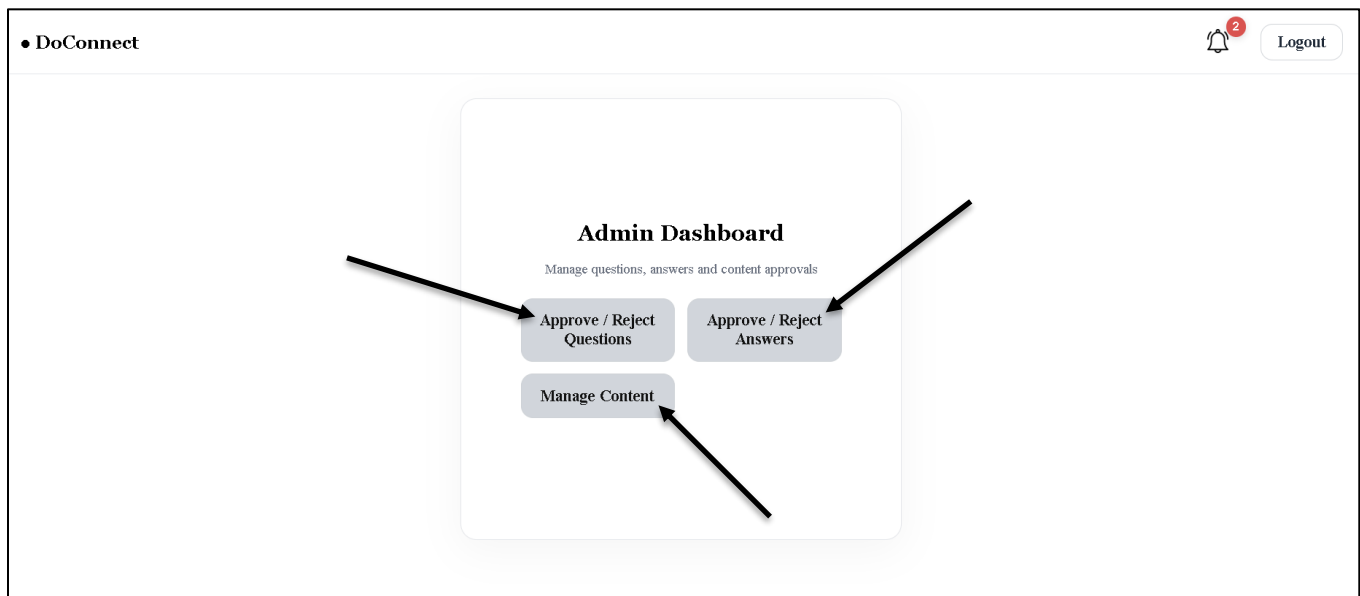 ● DoConnect
2
Logout
Admin Dashboard
Manage questions, answers and content approvals
Approve / Reject
Questions
Approve / Reject
Answers
Manage Content